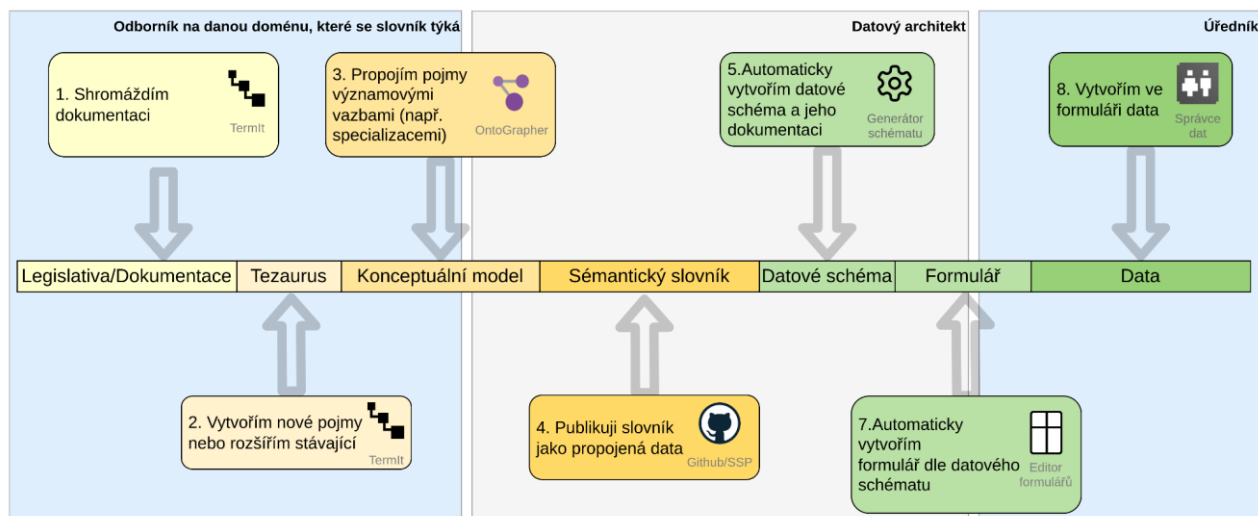 Odborník na danou doménu, které se slovník týká
Datový architekt
Úředník
1. Shromáždím
dokumentaci
TermIt
3. Propojím pojmy
významovými
vazbami (např.
specializacemi)
OntoGrapher
5.Automaticky
vytvořím datové
schéma a jeho
dokumentaci
Generátor
schématu
8. Vytvořím ve
formuláři data
Správce
dat
Legislativa/Dokumentace
Tezaurus
Konceptuální model
Sémantický slovník
Datové schéma
Formulář
Data
2. Vytvořím nové pojmy
nebo rozšířím stávající
TermIt
4. Publikuji slovník
jako propojená data
Github/SSP
7.Automaticky
vytvořím
formulář dle datového
schématu
Editor
formulářů